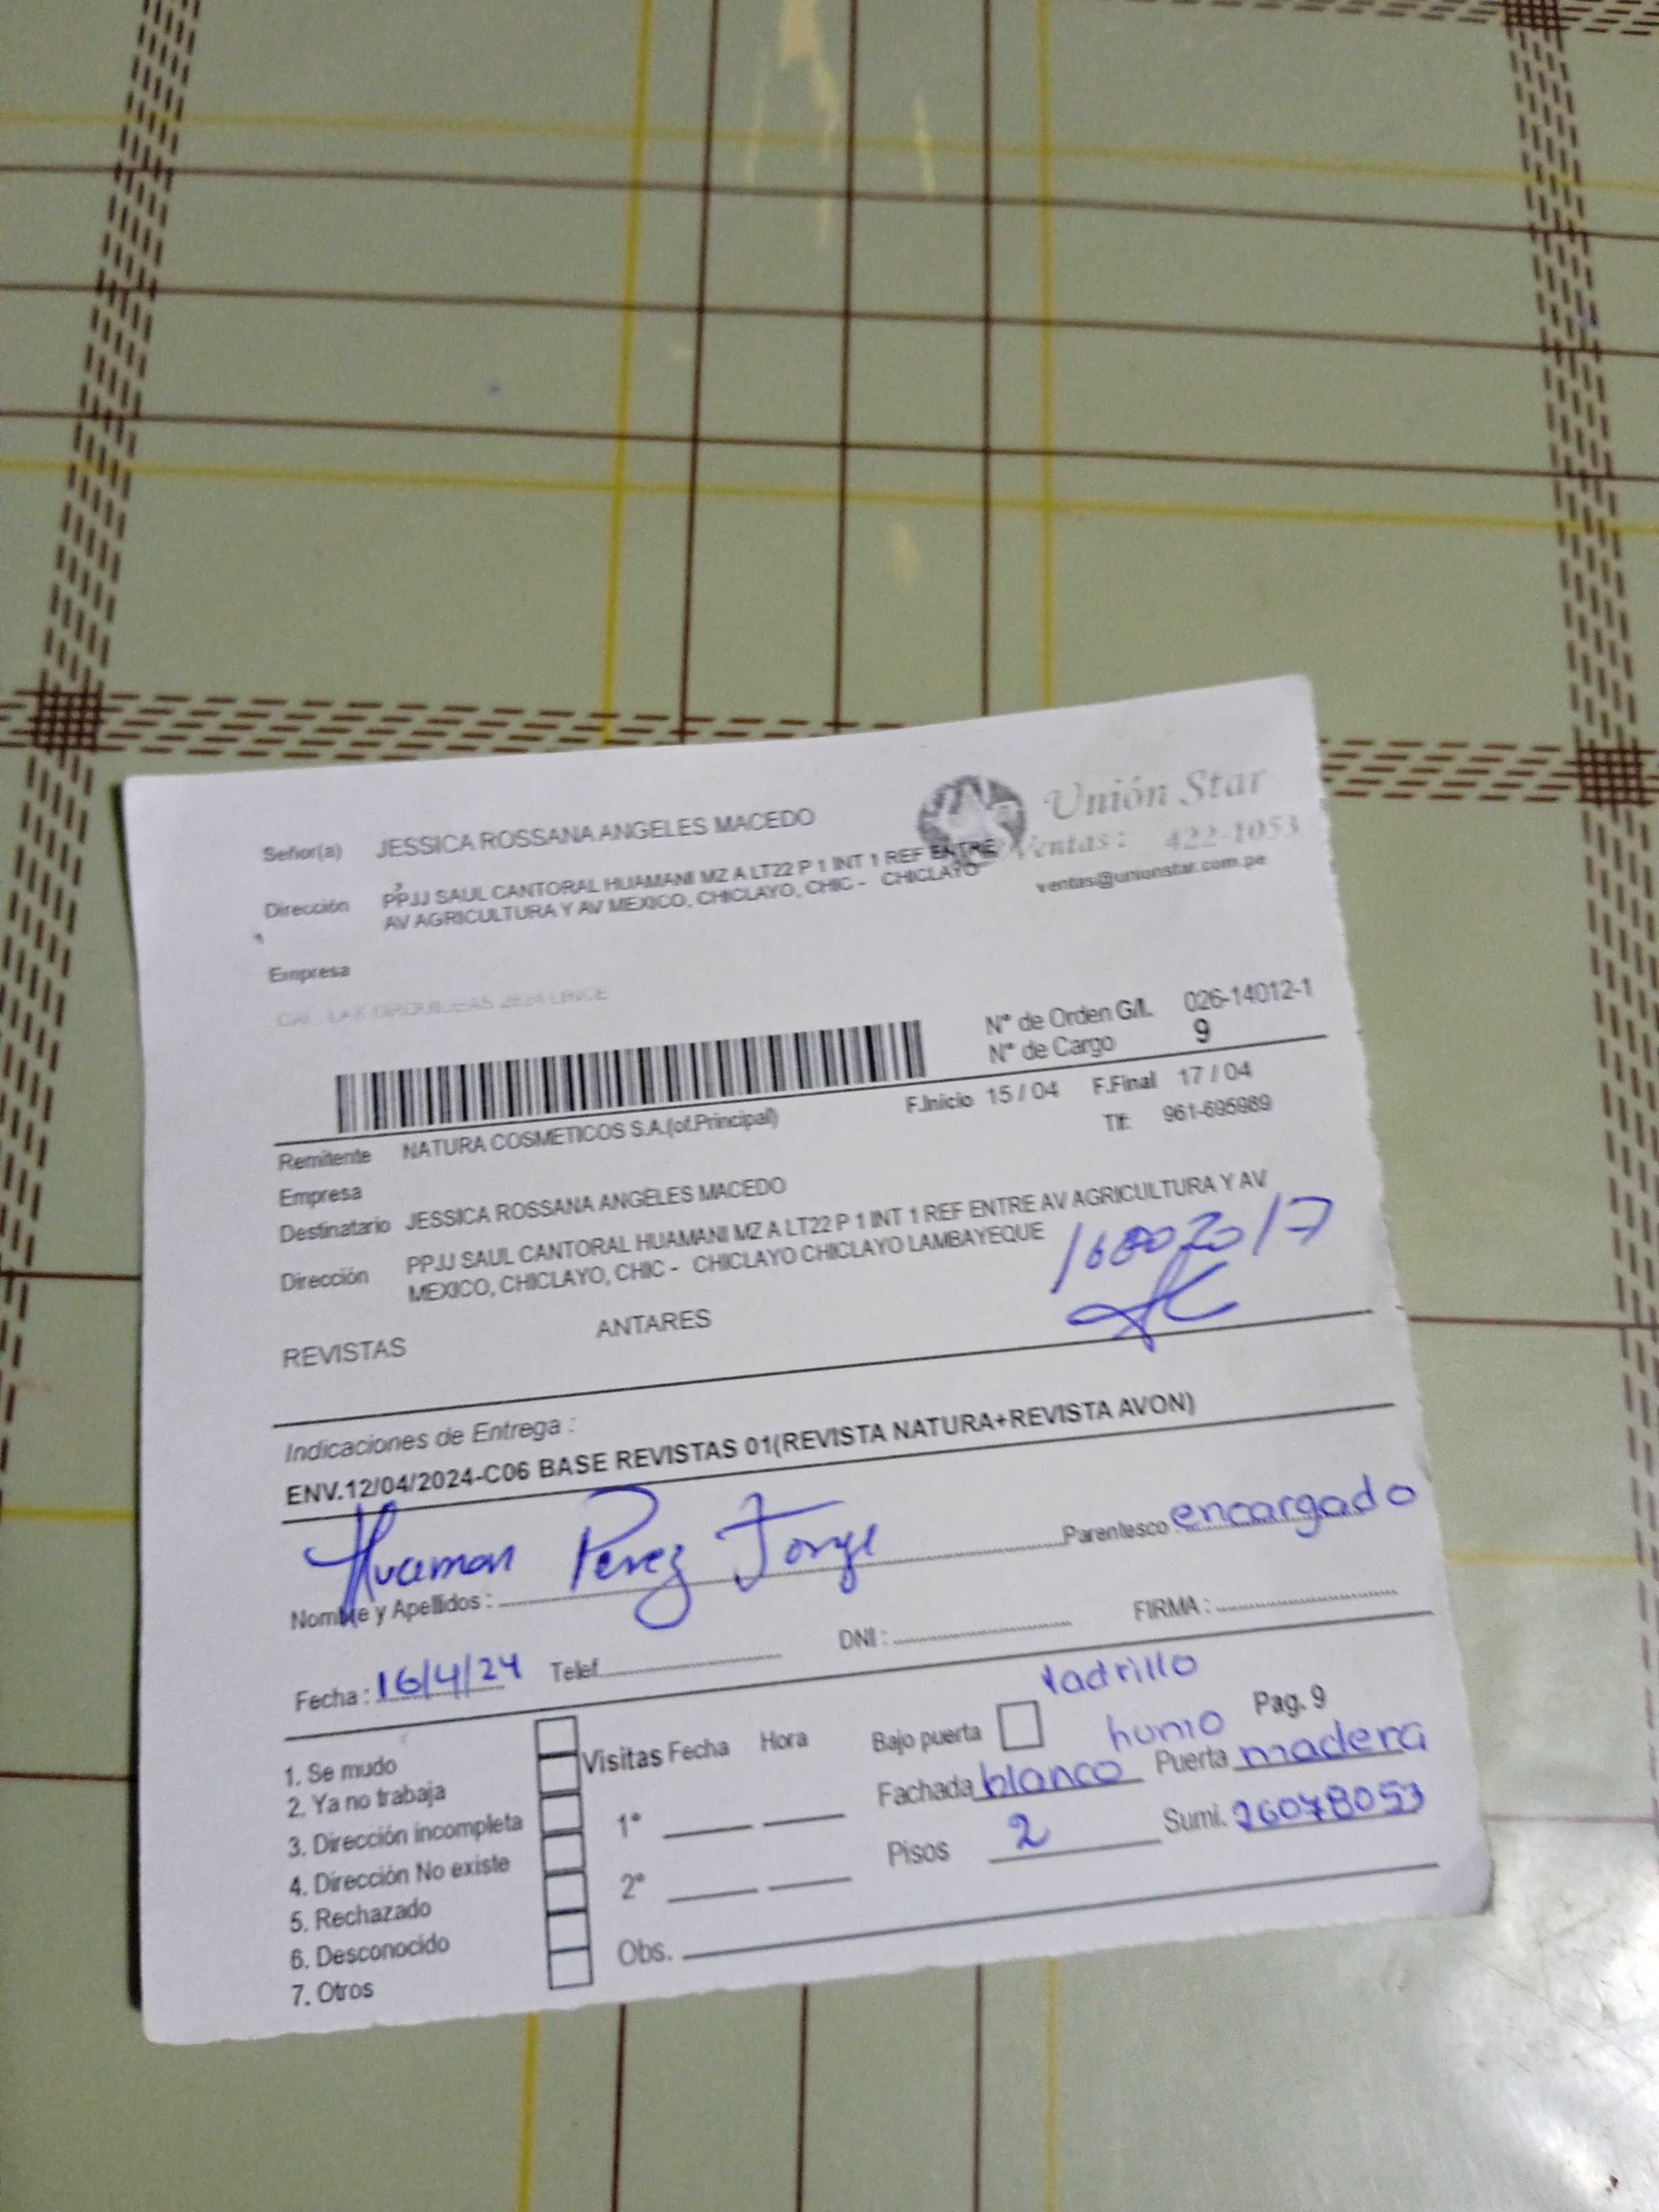 Unión Star
Ventas: 422-1053
ventas@unionstar.com.pe
Señor(a) JESSICA ROSSANA ANGELES MACEDO
Dirección PPJJ SAUL CANTORAL HUAMANI MZ A LT22 P 1 INT 1 REF ENTRE
AV AGRICULTURA Y AV MEXICO, CHICLAYO, CHIC - CHICLAYO
Empresa
LAS ORQUIDEAS LINCE
N° de Orden G/L 026-14012-1
N° de Cargo 9
F.Inicio 15 / 04 F.Final 17 / 04
Remitente NATURA COSMETICOS S.A.(of.Principal) Tlf: 961-695989
Empresa
Destinatario JESSICA ROSSANA ANGELES MACEDO
Dirección PPJJ SAUL CANTORAL HUAMANI MZ A LT22 P 1 INT 1 REF ENTRE AV AGRICULTURA Y AV
MEXICO, CHICLAYO, CHIC - CHICLAYO CHICLAYO LAMBAYEQUE
REVISTAS ANTARES
Indicaciones de Entrega :
ENV.12/04/2024-C06 BASE REVISTAS 01(REVISTA NATURA+REVISTA AVON)
Huaman Perez Jorge Parentesco encargado
Nombre y Apellidos :
Fecha : 16/4/24 Telef. DNI : FIRMA :
ladrillo
1. Se mudo Visitas Fecha Hora Bajo puerta humo Pag. 9
2. Ya no trabaja Fachada blanco Puerta madera
3. Dirección incompleta 1° Pisos 2 Sumi. 26078053
4. Dirección No existe 2°
5. Rechazado
6. Desconocido Obs.
7. Otros